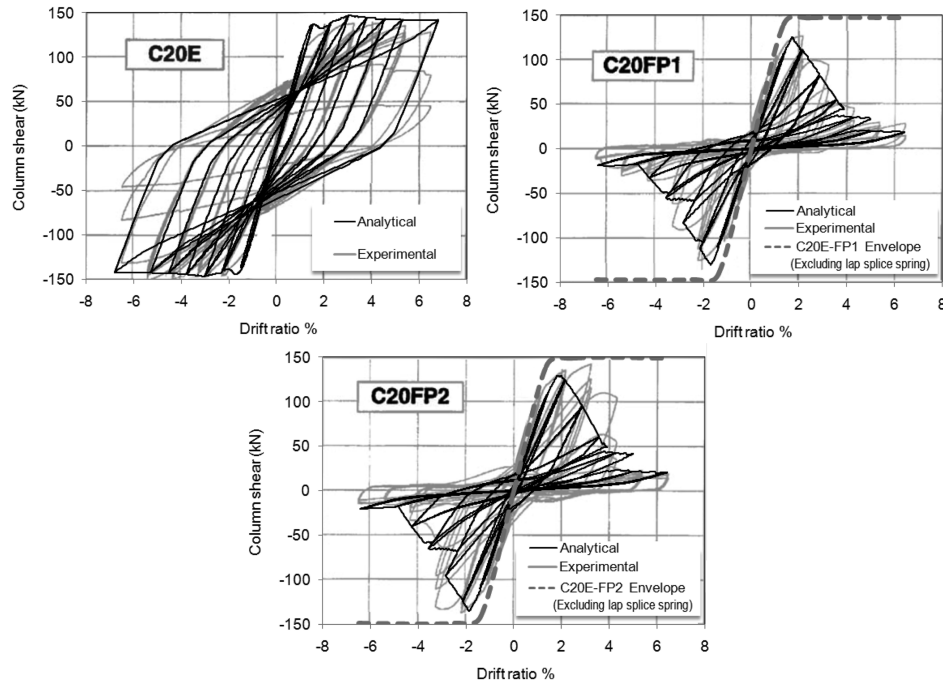 150
100
50
0
-50
-100
-150
Column shear (kN)
C20E
Analytical
Experimental
-8 -6 -4 -2 0 2 4 6 8
Drift ratio %
150
100
50
0
-50
-100
-150
Column shear (kN)
C20FP1
Analytical
Experimental
C20E-FP1 Envelope
(Excluding lap splice spring)
-8 -6 -4 -2 0 2 4 6 8
Drift ratio %
150
100
50
0
-50
-100
-150
Column shear (kN)
C20FP2
Analytical
Experimental
C20E-FP2 Envelope
(Excluding lap splice spring)
-8 -6 -4 -2 0 2 4 6 8
Drift ratio %